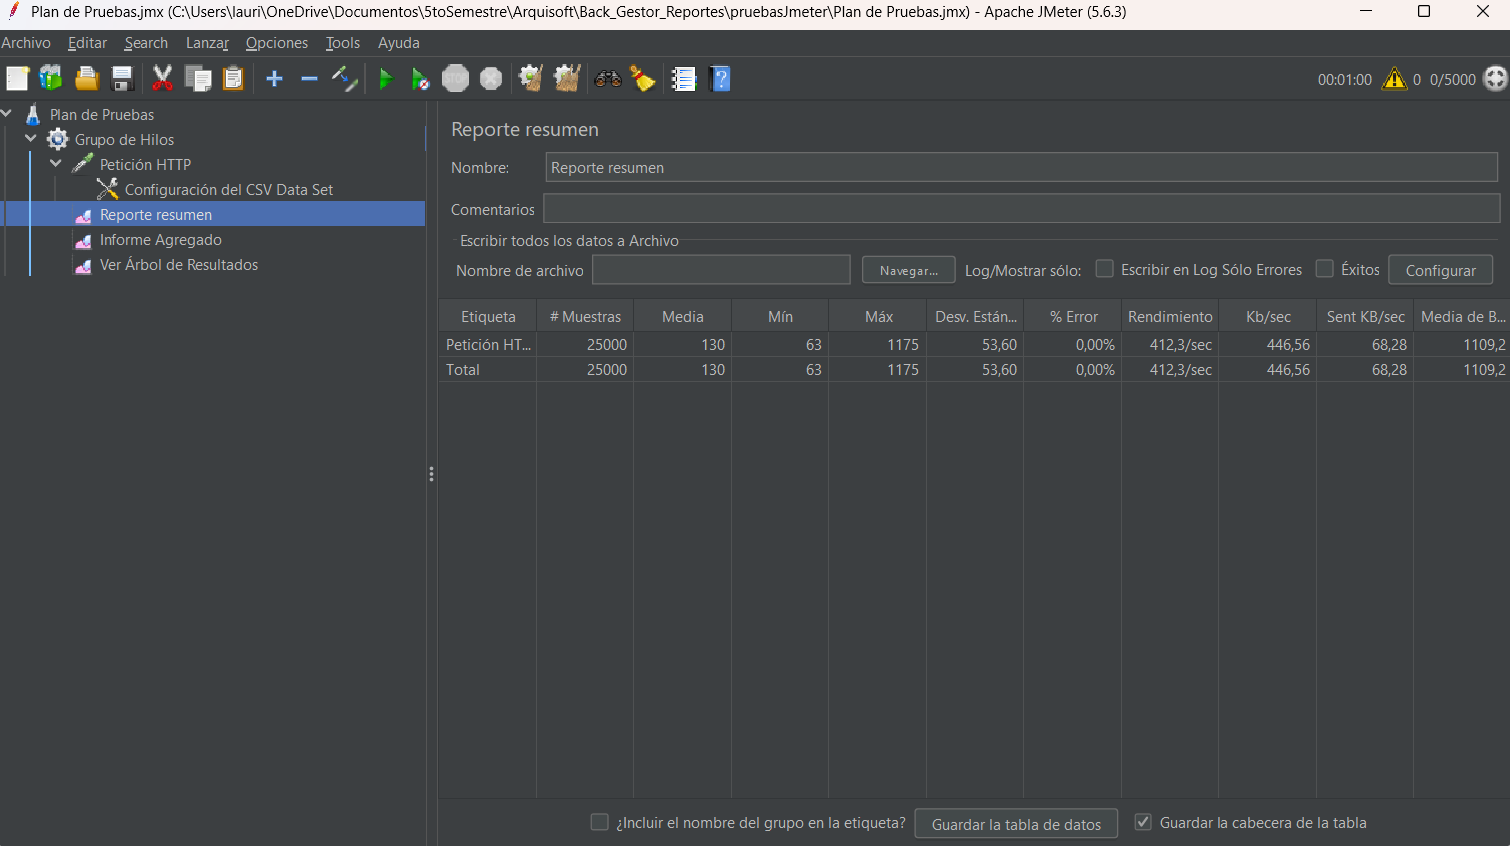 Plan de Pruebas.jmx (C:\Users\lauri\OneDrive\Documentos\5toSemestre\Arquisoft\Back_Gestor_Reportes\pruebasJmeter\Plan de Pruebas.jmx) - Apache JMeter (5.6.3)
Archivo Editar Search Lanzar Opciones Tools Ayuda
STOP 00:01:00 0 0/5000
Plan de Pruebas
Grupo de Hilos
Petición HTTP
Configuración del CSV Data Set
Reporte resumen
Informe Agregado
Ver Árbol de Resultados
Reporte resumen
Nombre: Reporte resumen
Comentarios
Escribir todos los datos a Archivo
Nombre de archivo Navegar... Log/Mostrar sólo: Escribir en Log Sólo Errores Éxitos Configurar
Etiqueta # Muestras Media Mín Máx Desv. Están... % Error Rendimiento Kb/sec Sent KB/sec Media de B...
Petición HT... 25000 130 63 1175 53,60 0,00% 412,3/sec 446,56 68,28 1109,2
Total 25000 130 63 1175 53,60 0,00% 412,3/sec 446,56 68,28 1109,2
¿Incluir el nombre del grupo en la etiqueta? Guardar la tabla de datos Guardar la cabecera de la tabla